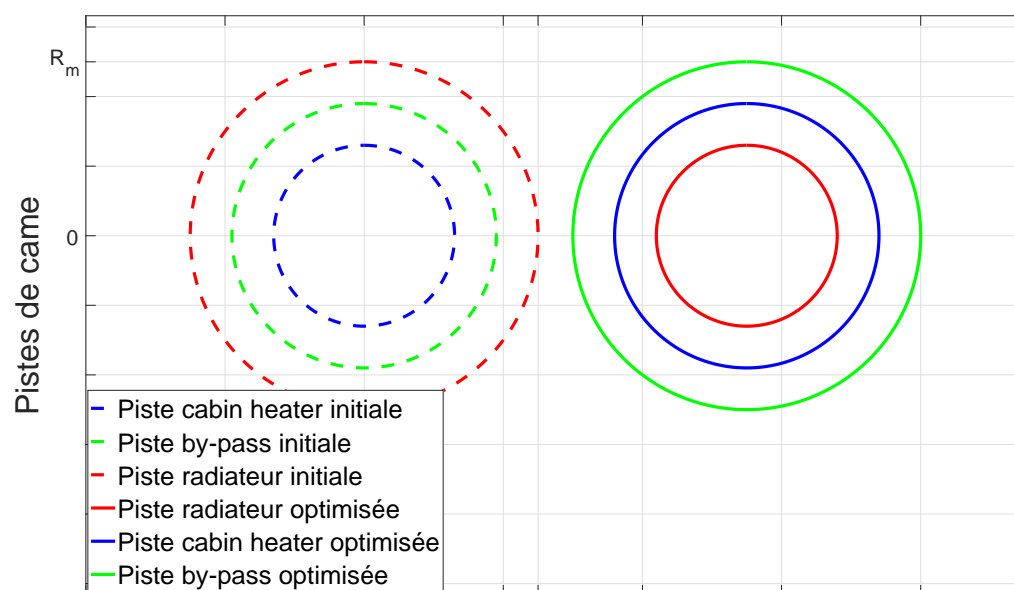 R_m
0
Pistes de came
Piste cabin heater initiale
Piste by-pass initiale
Piste radiateur initiale
Piste radiateur optimisée
Piste cabin heater optimisée
Piste by-pass optimisée